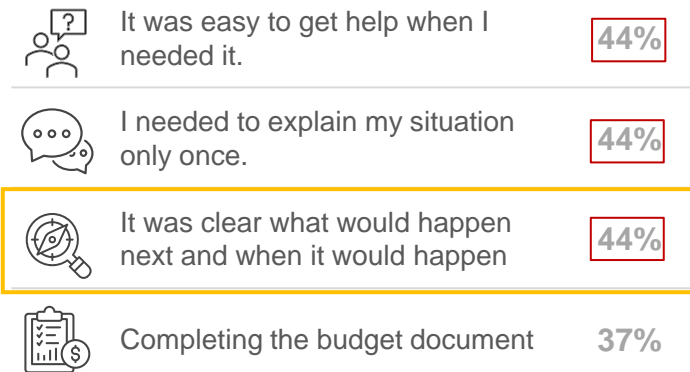 ?
It was easy to get help when I
needed it.
44%
I needed to explain my situation
only once.
44%
It was clear what would happen
next and when it would happen
44%
$
Completing the budget document
37%